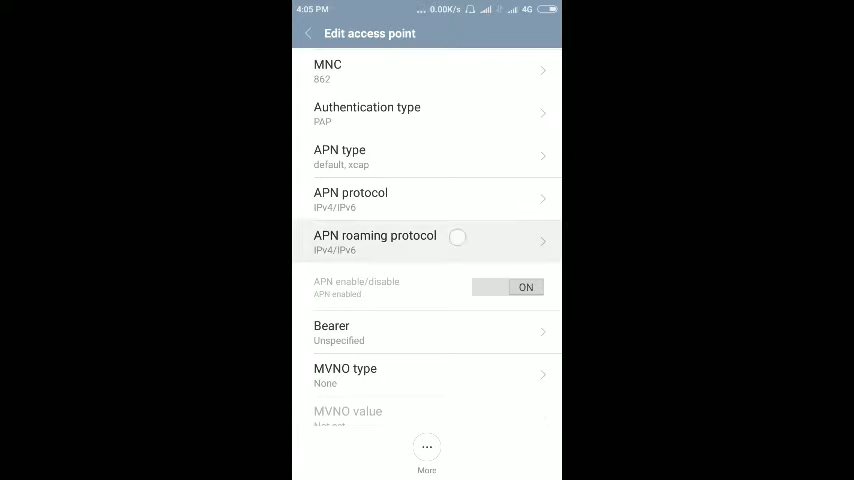 4:05 PM ... 0.00K/s 4G
Edit access point
MNC
862
Authentication type
PAP
APN type
default, xcap
APN protocol
IPv4/IPv6
APN roaming protocol
IPv4/IPv6
APN enable/disable
APN enabled
ON
Bearer
Unspecified
MVNO type
None
MVNO value
Not set
More